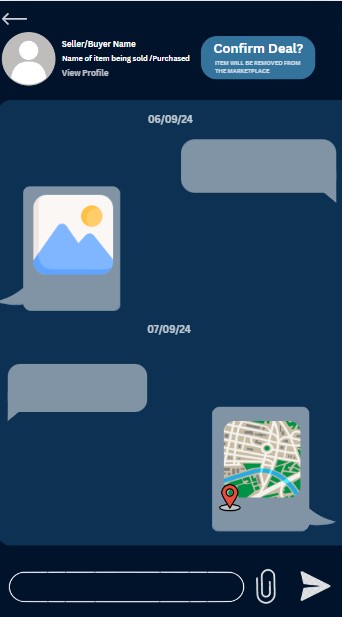 Seller/Buyer Name
Name of item being sold /Purchased
View Profile
Confirm Deal?
ITEM WILL BE REMOVED FROM
THE MARKETPLACE
06/09/24
07/09/24